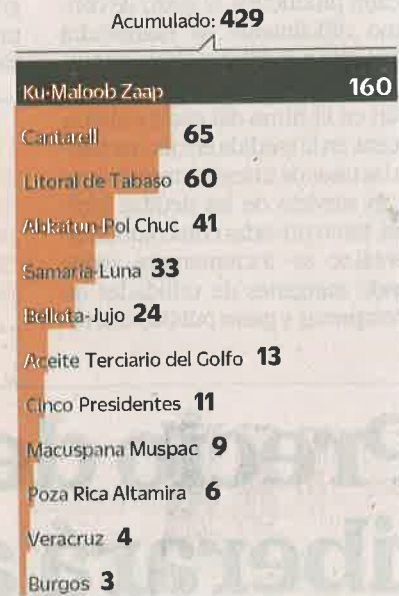 Acumulado: 429
Ku-Maloob Zaap 160
Cantarell 65
Litoral de Tabaso 60
Abkatun-Pol Chuc 41
Samaria-Luna 33
Bellota-Jujo 24
Aceite Terciario del Golfo 13
Cinco Presidentes 11
Macuspana Muspac 9
Poza Rica Altamira 6
Veracruz 4
Burgos 3